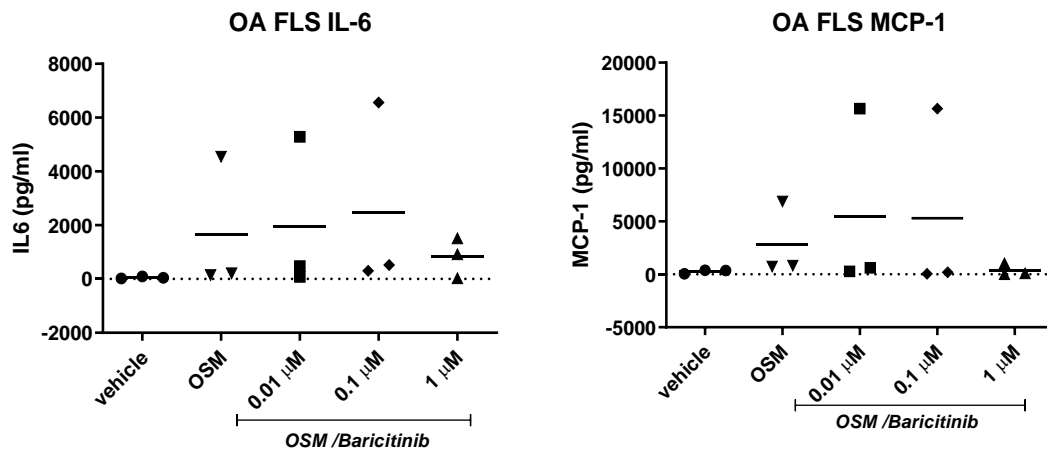 OA FLS IL-6
IL6 (pg/ml)
8000
6000
4000
2000
0
-2000
vehicle
OSM
0.01 μM
0.1 μM
1 μM
OSM /Baricitinib
OA FLS MCP-1
MCP-1 (pg/ml)
20000
15000
10000
5000
0
-5000
vehicle
OSM
0.01 μM
0.1 μM
1 μM
OSM /Baricitinib